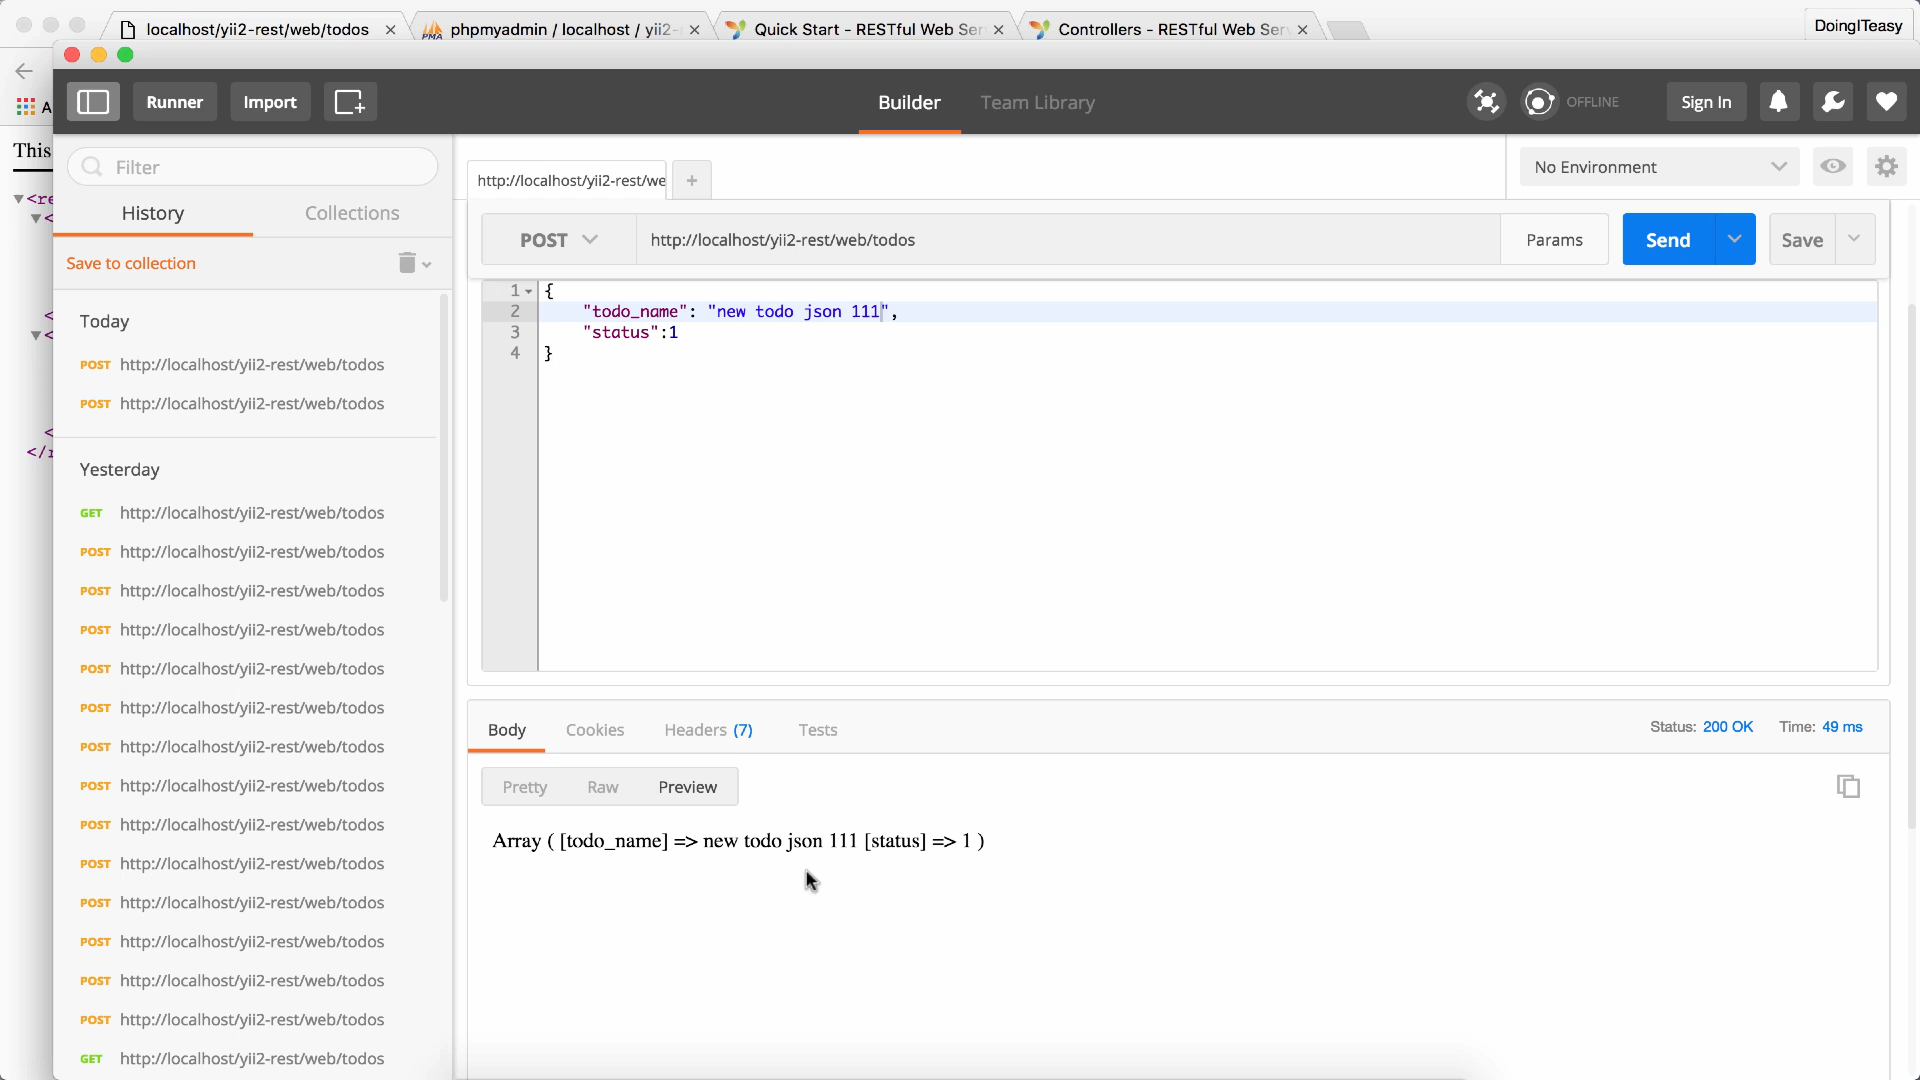 localhost/yii2-rest/web/todos
phpmyadmin / localhost / yii2-
Quick Start - RESTful Web Ser
Controllers - RESTful Web Serv
DoingITeasy
Runner
Import
Builder
Team Library
OFFLINE
Sign In
This
Filter
History
Collections
Save to collection
Today
POST http://localhost/yii2-rest/web/todos
POST http://localhost/yii2-rest/web/todos
Yesterday
GET http://localhost/yii2-rest/web/todos
POST http://localhost/yii2-rest/web/todos
POST http://localhost/yii2-rest/web/todos
POST http://localhost/yii2-rest/web/todos
POST http://localhost/yii2-rest/web/todos
POST http://localhost/yii2-rest/web/todos
POST http://localhost/yii2-rest/web/todos
POST http://localhost/yii2-rest/web/todos
POST http://localhost/yii2-rest/web/todos
POST http://localhost/yii2-rest/web/todos
POST http://localhost/yii2-rest/web/todos
POST http://localhost/yii2-rest/web/todos
POST http://localhost/yii2-rest/web/todos
POST http://localhost/yii2-rest/web/todos
GET http://localhost/yii2-rest/web/todos
http://localhost/yii2-rest/we
+
No Environment
POST
http://localhost/yii2-rest/web/todos
Params
Send
Save
1 {
2 "todo_name": "new todo json 111",
3 "status":1
4 }
Body
Cookies
Headers (7)
Tests
Status: 200 OK
Time: 49 ms
Pretty
Raw
Preview
Array ( [todo_name] => new todo json 111 [status] => 1 )